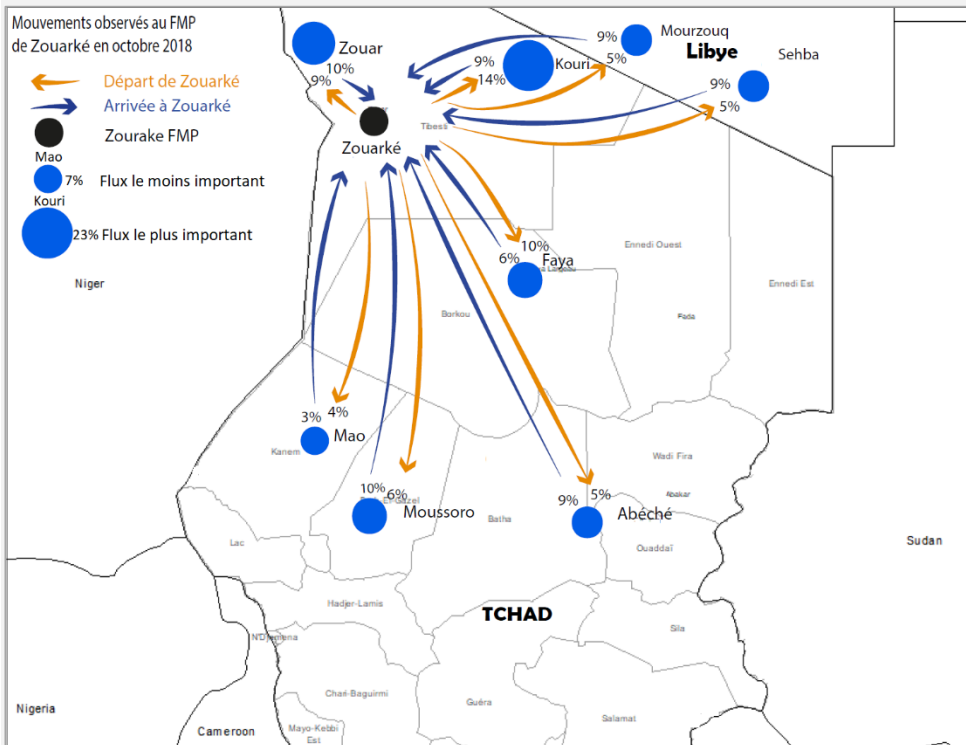 Mouvements observés au FMP
de Zouarké en octobre 2018
Départ de Zouarké
Arrivée à Zouarké
Zourake FMP
Mao
7% Flux le moins important
Kouri
23% Flux le plus important
Zouar
10%
9%
9%
14%
Kouri
9%
5%
Mourzouq
Libye
Sehba
9%
5%
Tibess
Zouarké
Niger
10%
6%
Faya
Ennedi Ouest
Ennedi Est
Borkou
Fada
3%
4%
Mao
Kanem
10%
6%
Moussoro
Batha
9%
5%
Abéché
Wadi Fira
Ouaddaï
Sudan
Lac
Hadjer-Lamis
TCHAD
Sila
N'Djamena
Chari-Baguirmi
Guéra
Salamat
Nigeria
Cameroon
Mayo-Kebbi
Est